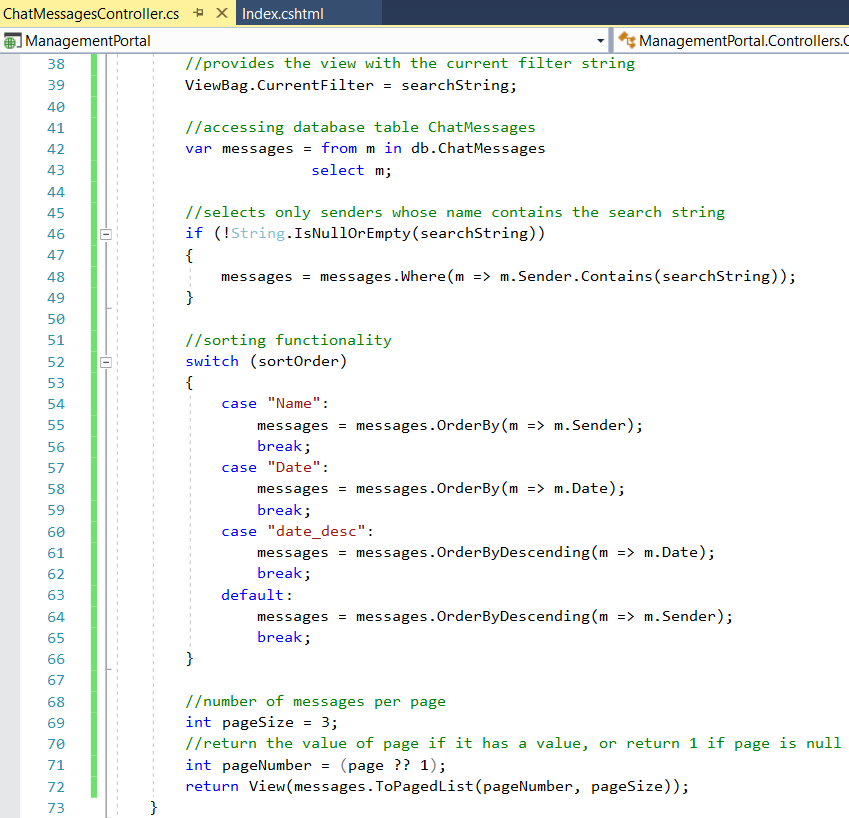 ChatMessagesController.cs Index.cshtml
ManagementPortal ManagementPortal.Controllers.C
38 //provides the view with the current filter string
39 ViewBag.CurrentFilter = searchString;
40
41 //accessing database table ChatMessages
42 var messages = from m in db.ChatMessages
43 select m;
44
45 //selects only senders whose name contains the search string
46 if (!String.IsNullOrEmpty(searchString))
47 {
48 messages = messages.Where(m => m.Sender.Contains(searchString));
49 }
50
51 //sorting functionality
52 switch (sortOrder)
53 {
54 case "Name":
55 messages = messages.OrderBy(m => m.Sender);
56 break;
57 case "Date":
58 messages = messages.OrderBy(m => m.Date);
59 break;
60 case "date_desc":
61 messages = messages.OrderByDescending(m => m.Date);
62 break;
63 default:
64 messages = messages.OrderByDescending(m => m.Sender);
65 break;
66 }
67
68 //number of messages per page
69 int pageSize = 3;
70 //return the value of page if it has a value, or return 1 if page is null
71 int pageNumber = (page ?? 1);
72 return View(messages.ToPagedList(pageNumber, pageSize));
73 }